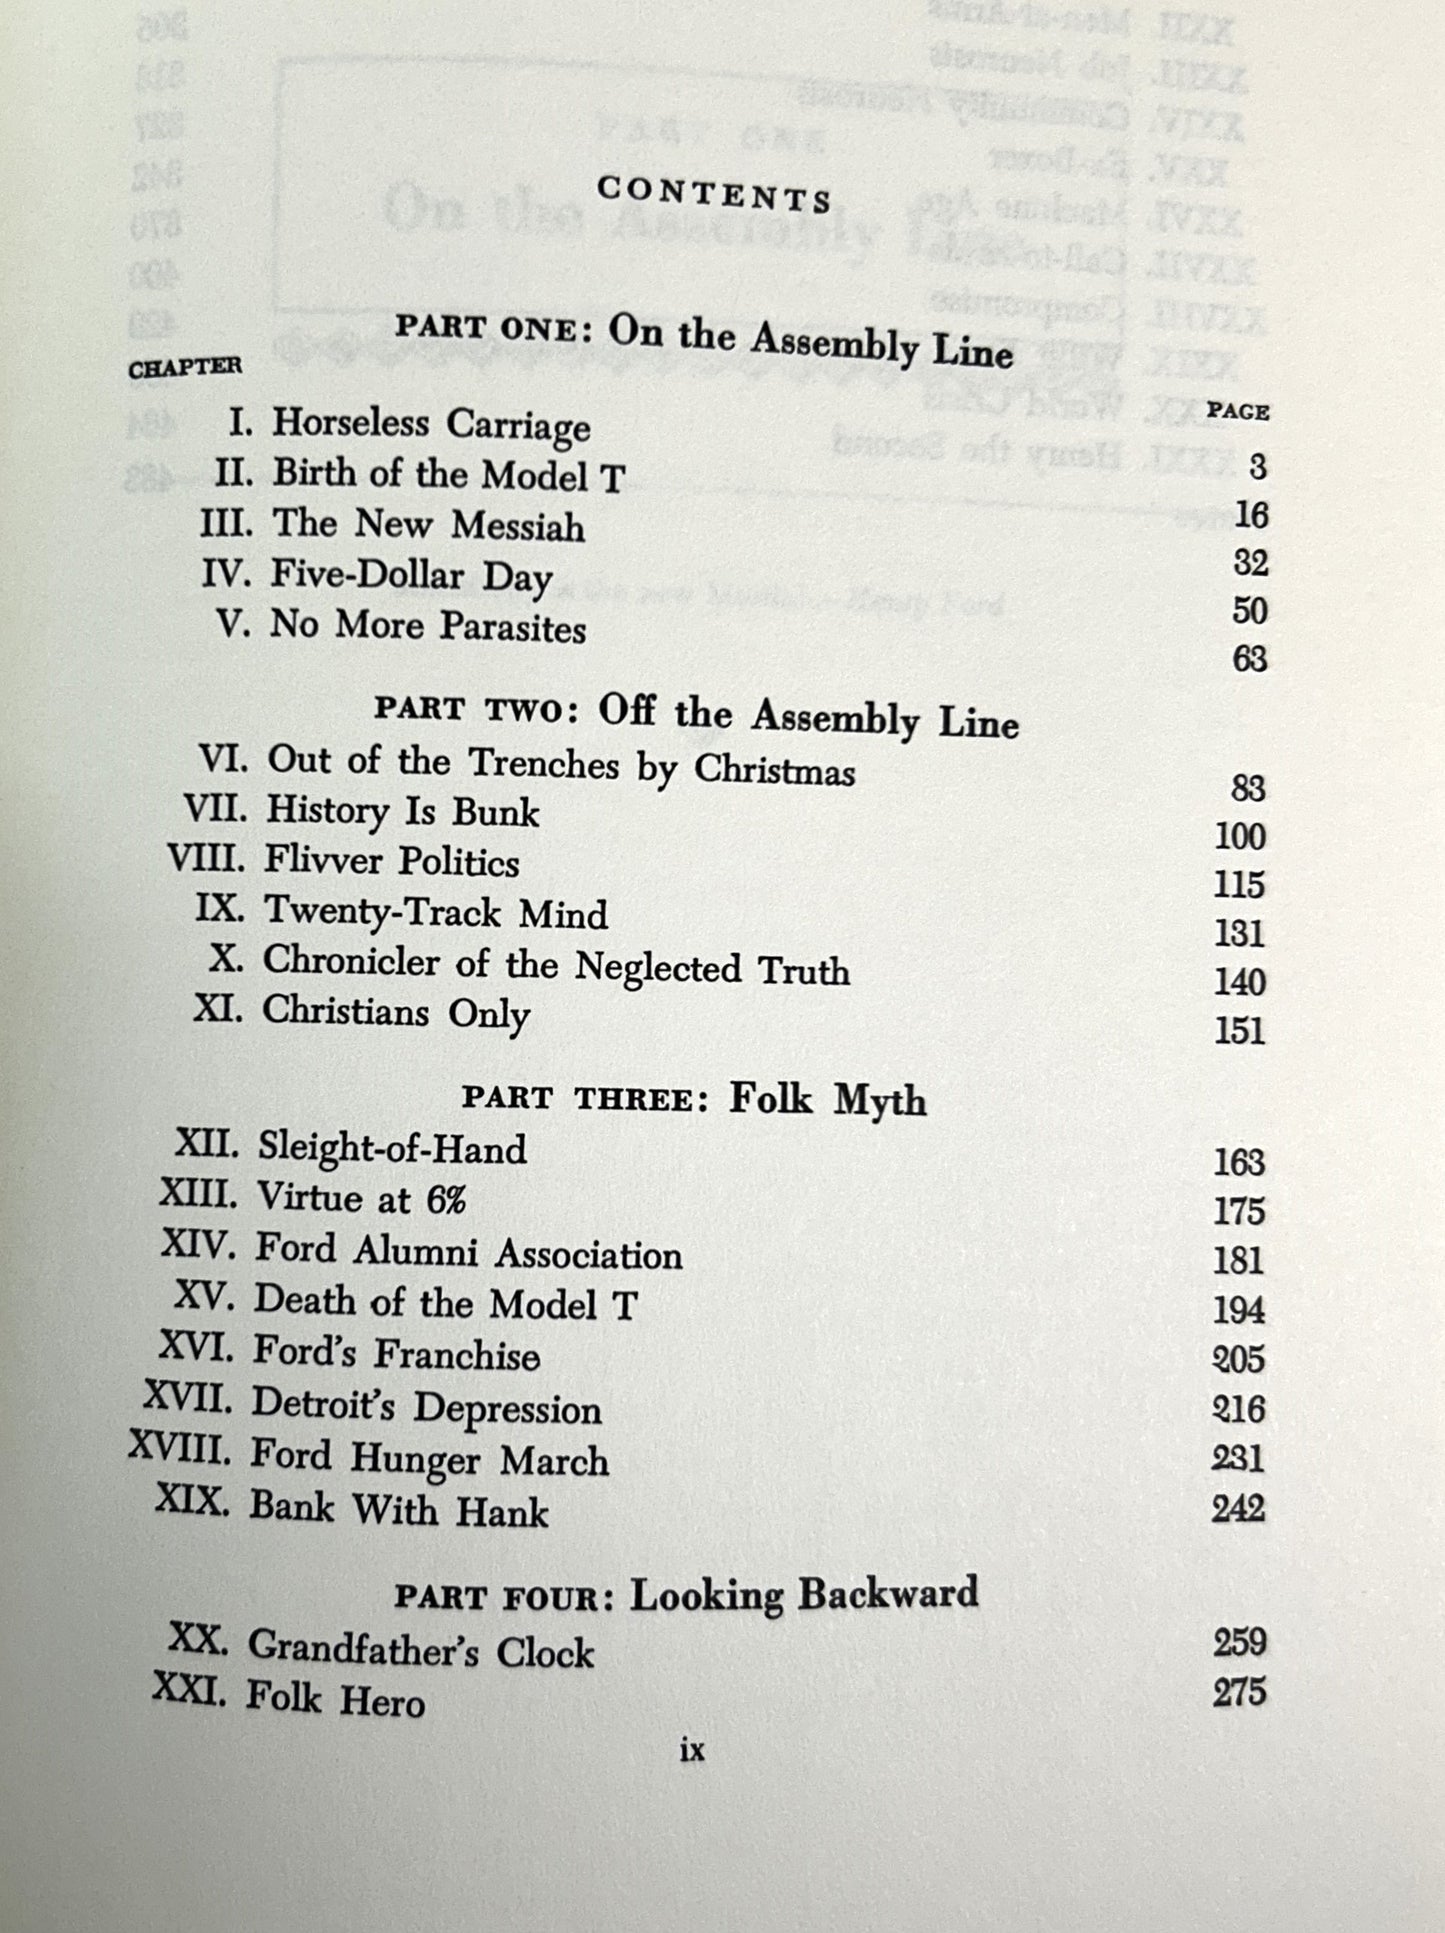 CONTENTS
PART ONE: On the Assembly Line
CHAPTER PAGE
I. Horseless Carriage 3
II. Birth of the Model T 16
III. The New Messiah 32
IV. Five-Dollar Day 50
V. No More Parasites 63
PART TWO: Off the Assembly Line
VI. Out of the Trenches by Christmas 83
VII. History Is Bunk 100
VIII. Flivver Politics 115
IX. Twenty-Track Mind 131
X. Chronicler of the Neglected Truth 140
XI. Christians Only 151
PART THREE: Folk Myth
XII. Sleight-of-Hand 163
XIII. Virtue at 6% 175
XIV. Ford Alumni Association 181
XV. Death of the Model T 194
XVI. Ford's Franchise 205
XVII. Detroit's Depression 216
XVIII. Ford Hunger March 231
XIX. Bank With Hank 242
PART FOUR: Looking Backward
XX. Grandfather's Clock 259
XXI. Folk Hero 275
ix